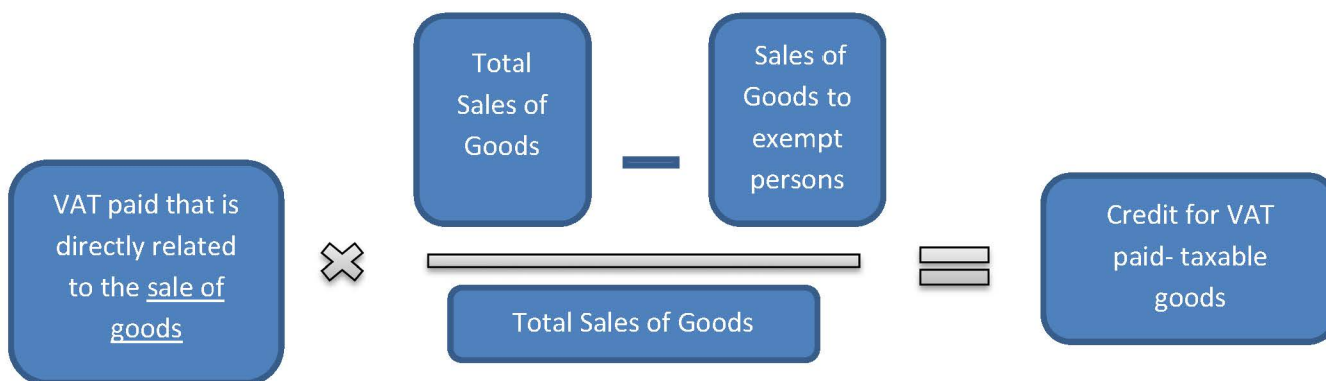 VAT paid that is
directly related
to the sale of
goods
Total
Sales of
Goods
Sales of
Goods to
exempt
persons
Total Sales of Goods
Credit for VAT
paid- taxable
goods